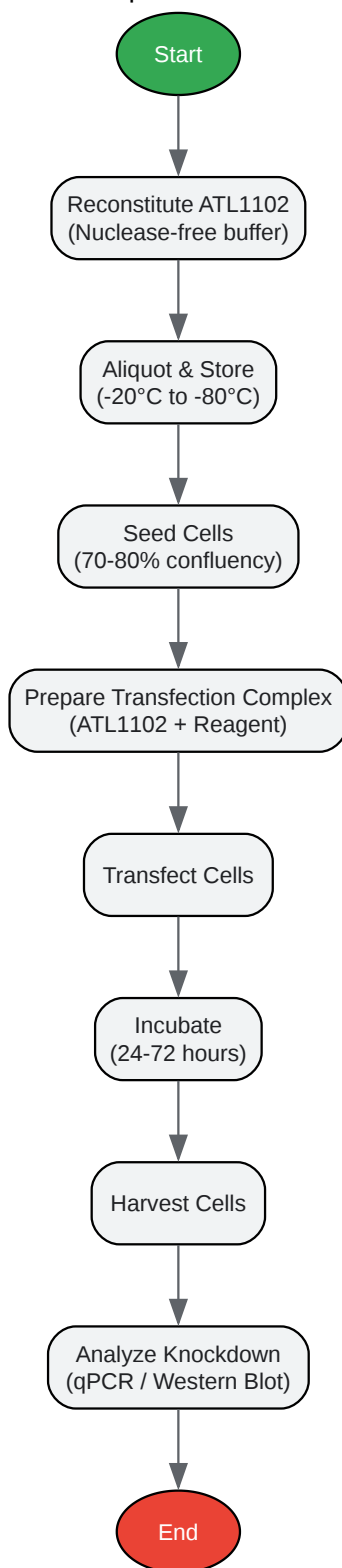 Start
Reconstitute ATL1102
(Nuclease-free buffer)
Aliquot & Store
(-20°C to -80°C)
Seed Cells
(70-80% confluency)
Prepare Transfection Complex
(ATL1102 + Reagent)
Transfect Cells
Incubate
(24-72 hours)
Harvest Cells
Analyze Knockdown
(qPCR / Western Blot)
End